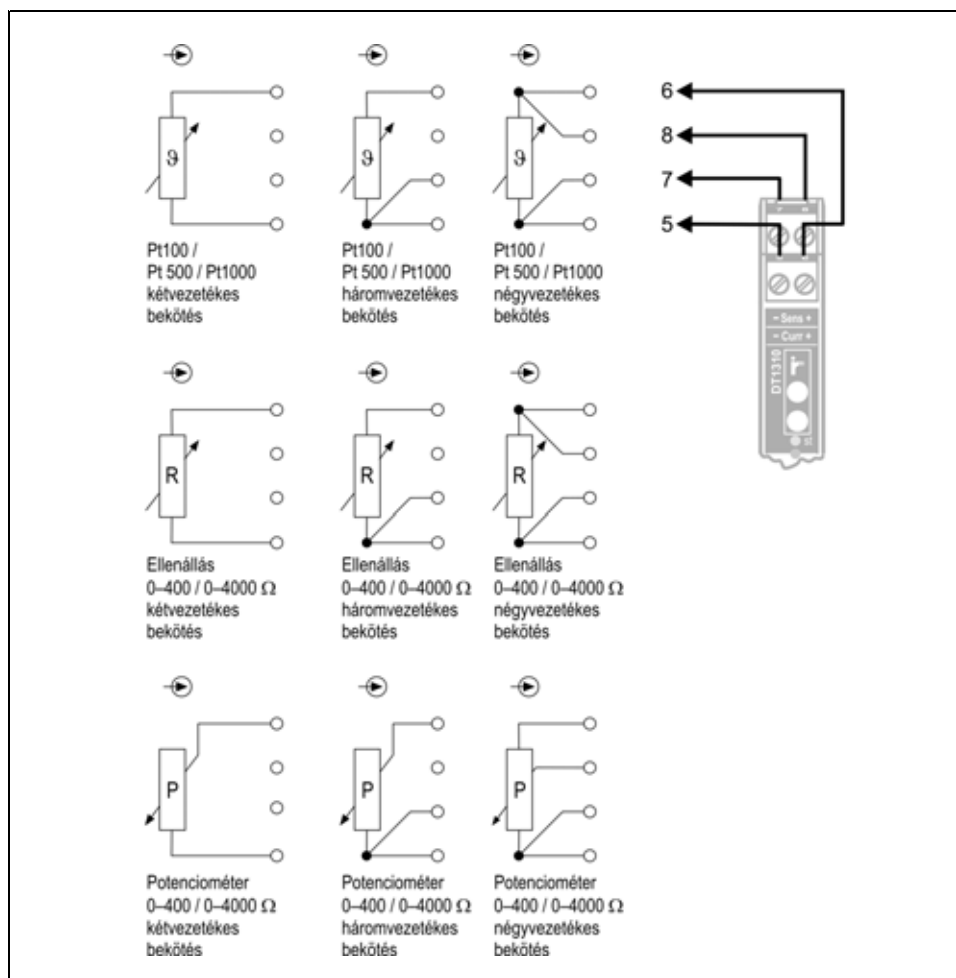 6
8
7
5
ϑ
ϑ
ϑ
Pt100 /
Pt 500 / Pt1000
kétvezetékes
bekötés
Pt100 /
Pt 500 / Pt1000
háromvezetékes
bekötés
Pt100 /
Pt 500 / Pt1000
négyvezetékes
bekötés
– Sens +
– Curr +
DT1310
R
R
R
Ellenállás
0–400 / 0–4000 Ω
kétvezetékes
bekötés
Ellenállás
0–400 / 0–4000 Ω
háromvezetékes
bekötés
Ellenállás
0–400 / 0–4000 Ω
négyvezetékes
bekötés
P
P
P
Potenciométer
0–400 / 0–4000 Ω
kétvezetékes
bekötés
Potenciométer
0–400 / 0–4000 Ω
háromvezetékes
bekötés
Potenciométer
0–400 / 0–4000 Ω
négyvezetékes
bekötés